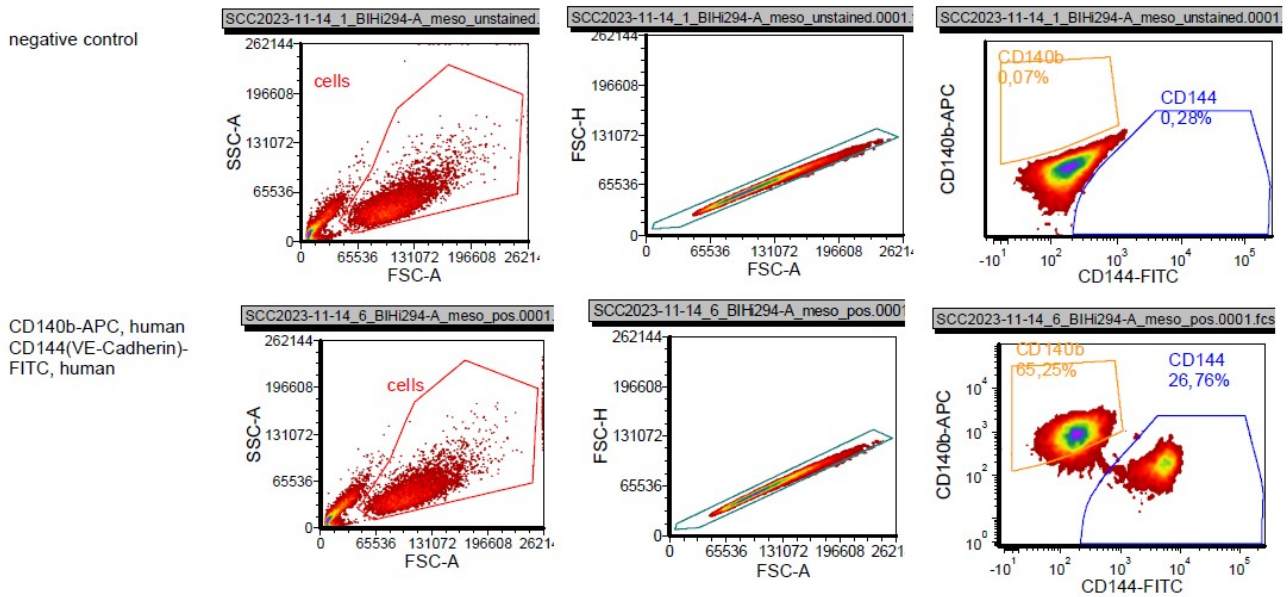 SCC2023-11-14_1_BIHi294-A_meso_unstained.
SCC2023-11-14_1_BIHi294-A_meso_unstained.0001.
SCC2023-11-14_1_BIHi294-A_meso_unstained.0001.
negative control
262144
196608
131072
65536
0
SSC-A
cells
0
65536
131072
196608
26214
FSC-A
262144
196608
131072
65536
0
FSC-H
0
65536
131072
196608
26214
FSC-A
CD140b-APC
CD140b
0,07%
CD144
0,28%
-10¹
10²
10³
10⁴
10⁵
CD144-FITC
CD140b-APC, human
CD144(VE-Cadherin)-
FITC, human
SCC2023-11-14_6_BIHi294-A_meso_pos.0001.
SCC2023-11-14_6_BIHi294-A_meso_pos.0001
SCC2023-11-14_6_BIHi294-A_meso_pos.0001.fcs
262144
196608
131072
65536
0
SSC-A
cells
0
65536
131072
196608
26214
FSC-A
262144
196608
131072
65536
0
FSC-H
0
65536
131072
196608
26214
FSC-A
10⁴
10³
10²
10⁰
CD140b-APC
CD140b
65,25%
CD144
26,76%
-10¹
10²
10³
10⁴
10⁵
CD144-FITC